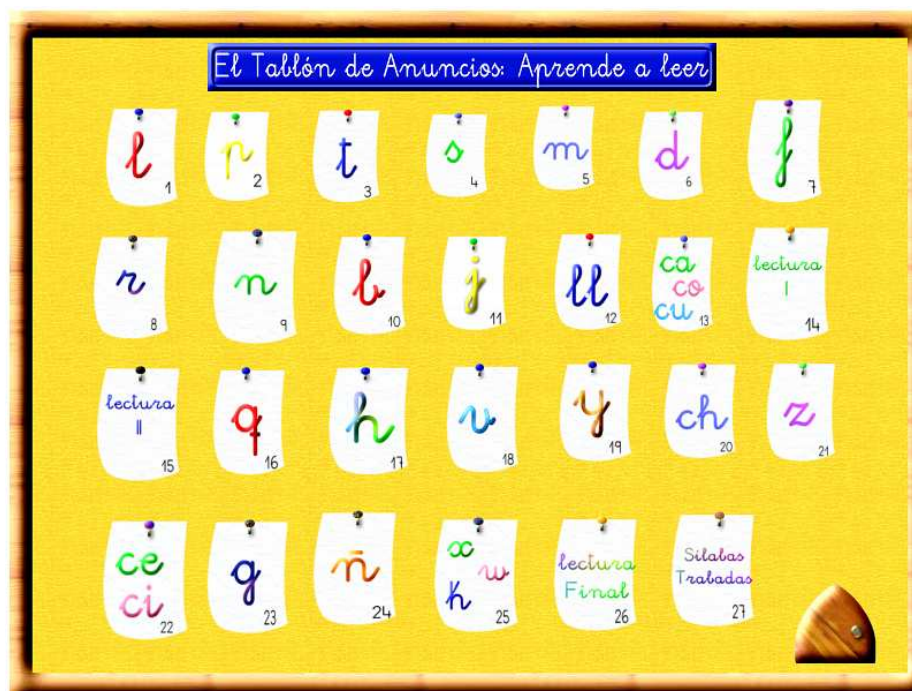 El Tablón de Anuncios: Aprende a leer
l
1
p
2
t
3
s
4
m
5
d
6
f
7
r
8
n
9
b
10
j
11
ll
12
ca
co
cu
13
lectura
I
14
lectura
II
15
q
16
h
17
v
18
y
19
ch
20
z
21
ce
ci
22
g
23
ñ
24
x
w
k
25
lectura
Final
26
Sílabas
Trabadas
27